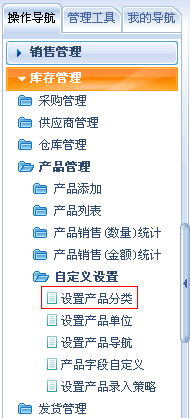 操作导航 管理工具 我的导航
销售管理
库存管理
采购管理
供应商管理
仓库管理
产品管理
产品添加
产品列表
产品销售(数量)统计
产品销售(金额)统计
自定义设置
设置产品分类
设置产品单位
设置产品导航
产品字段自定义
设置产品录入策略
发货管理